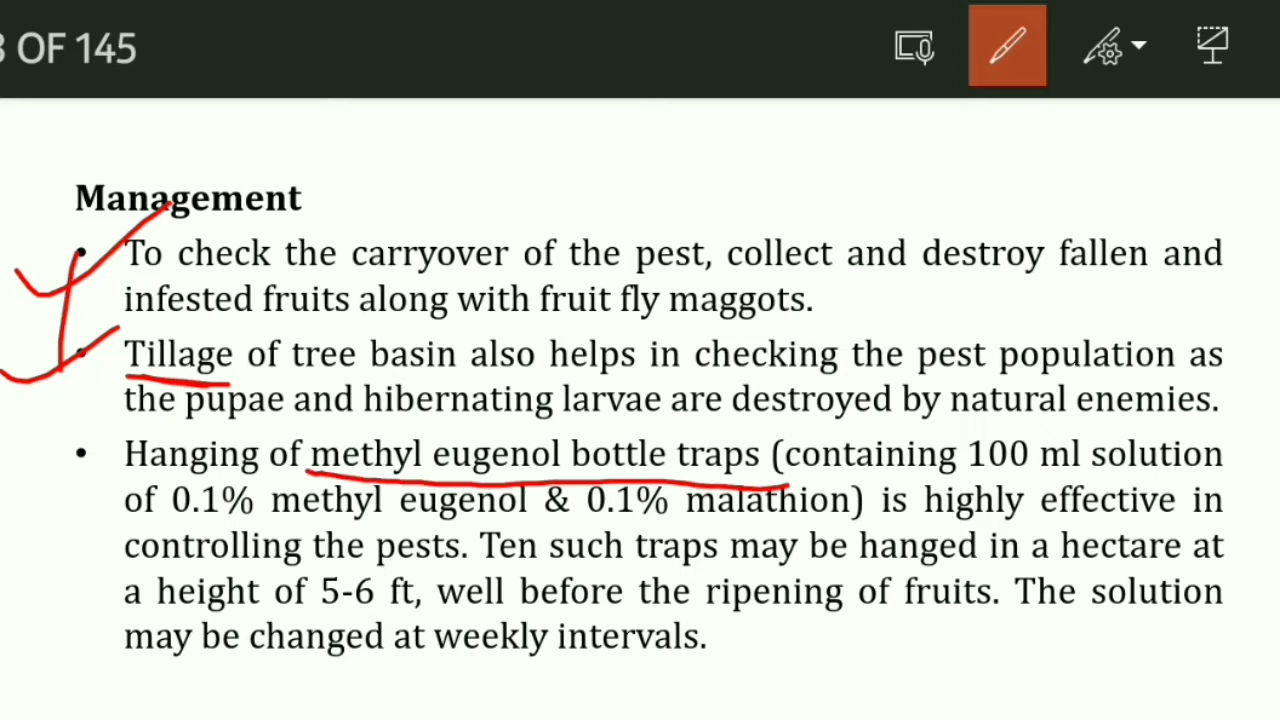 8 OF 145
Management
• To check the carryover of the pest, collect and destroy fallen and
infested fruits along with fruit fly maggots.
• Tillage of tree basin also helps in checking the pest population as
the pupae and hibernating larvae are destroyed by natural enemies.
• Hanging of methyl eugenol bottle traps (containing 100 ml solution
of 0.1% methyl eugenol & 0.1% malathion) is highly effective in
controlling the pests. Ten such traps may be hanged in a hectare at
a height of 5-6 ft, well before the ripening of fruits. The solution
may be changed at weekly intervals.